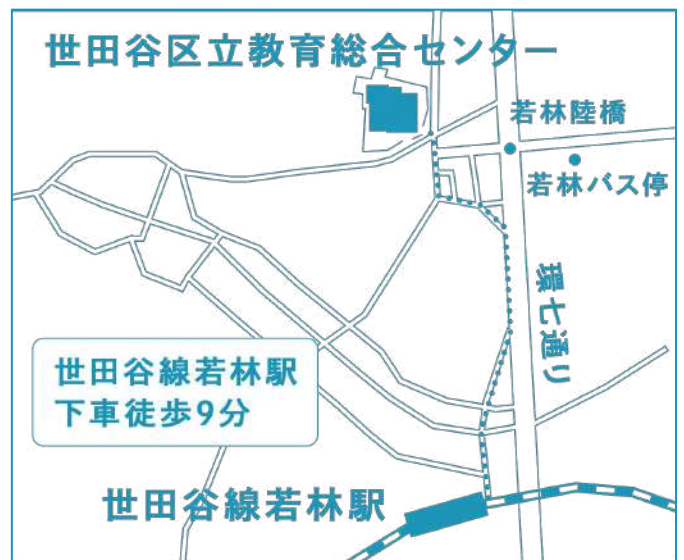 世田谷区立教育総合センター
若林陸橋
若林バス停
環七通り
世田谷線若林駅
下車徒歩9分
世田谷線若林駅